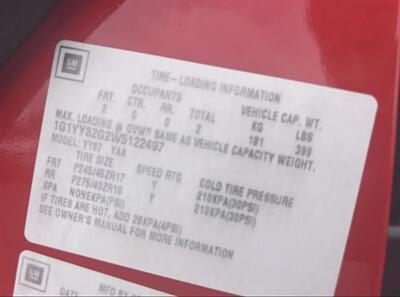 GM
TIRE-LOADING INFORMATION
OCCUPANTS VEHICLE CAP. WT.
FRT. CTR. RR. TOTAL KG LBS
2 0 0 2 181 399
MAX. LOADING @ GVWR SAME AS VEHICLE CAPACITY WEIGHT.
1G1YY32G2W5122497
MODEL: YY67 YAA
TIRE SIZE SPEED RTG COLD TIRE PRESSURE
FRT P245/45ZR17 Y 210KPA(30PSI)
RR P275/40ZR18 Y 210KPA(30PSI)
SPA NONEKPA(PSI)
IF TIRES ARE HOT, ADD 28KPA(4PSI)
SEE OWNER'S MANUAL FOR MORE INFORMATION
GM
MFD BY
DATE